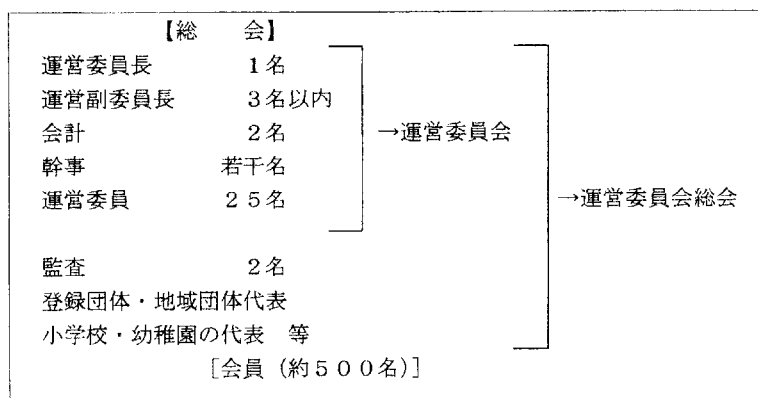 【総　　会】
運営委員長　　　１名
運営副委員長　　３名以内
会計　　　　　　２名　→運営委員会
幹事　　　　　若干名
運営委員　　　２５名　→運営委員会総会
監査　　　　　　２名
登録団体・地域団体代表
小学校・幼稚園の代表　等
［会員（約５００名）］